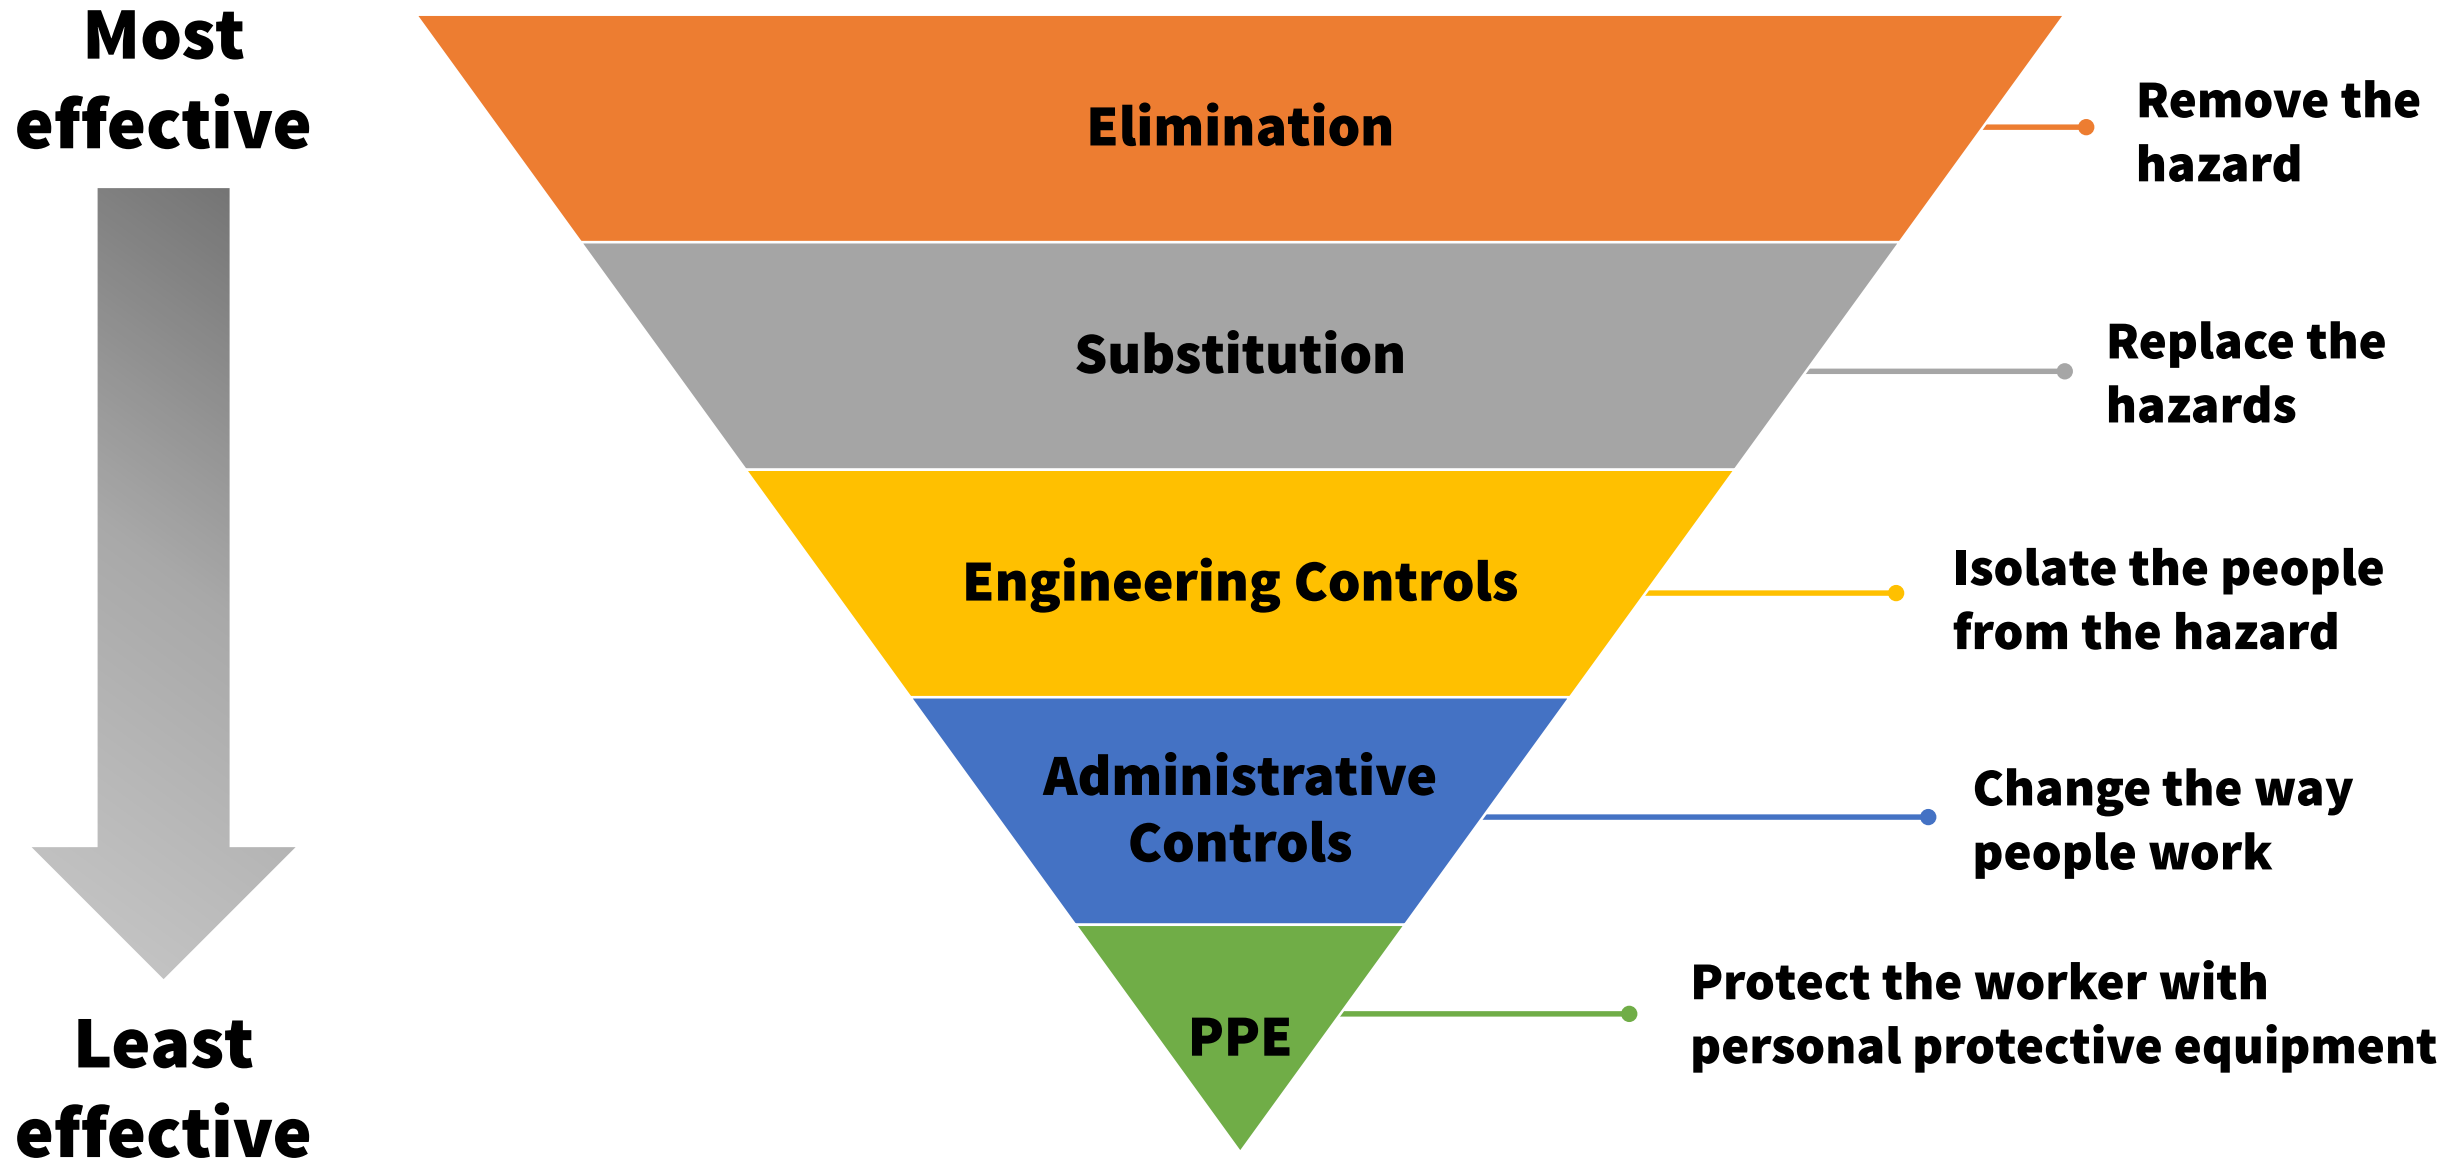 Most
effective
Elimination
Remove the
hazard
Substitution
Replace the
hazards
Engineering Controls
Isolate the people
from the hazard
Administrative
Controls
Change the way
people work
PPE
Protect the worker with
personal protective equipment
Least
effective